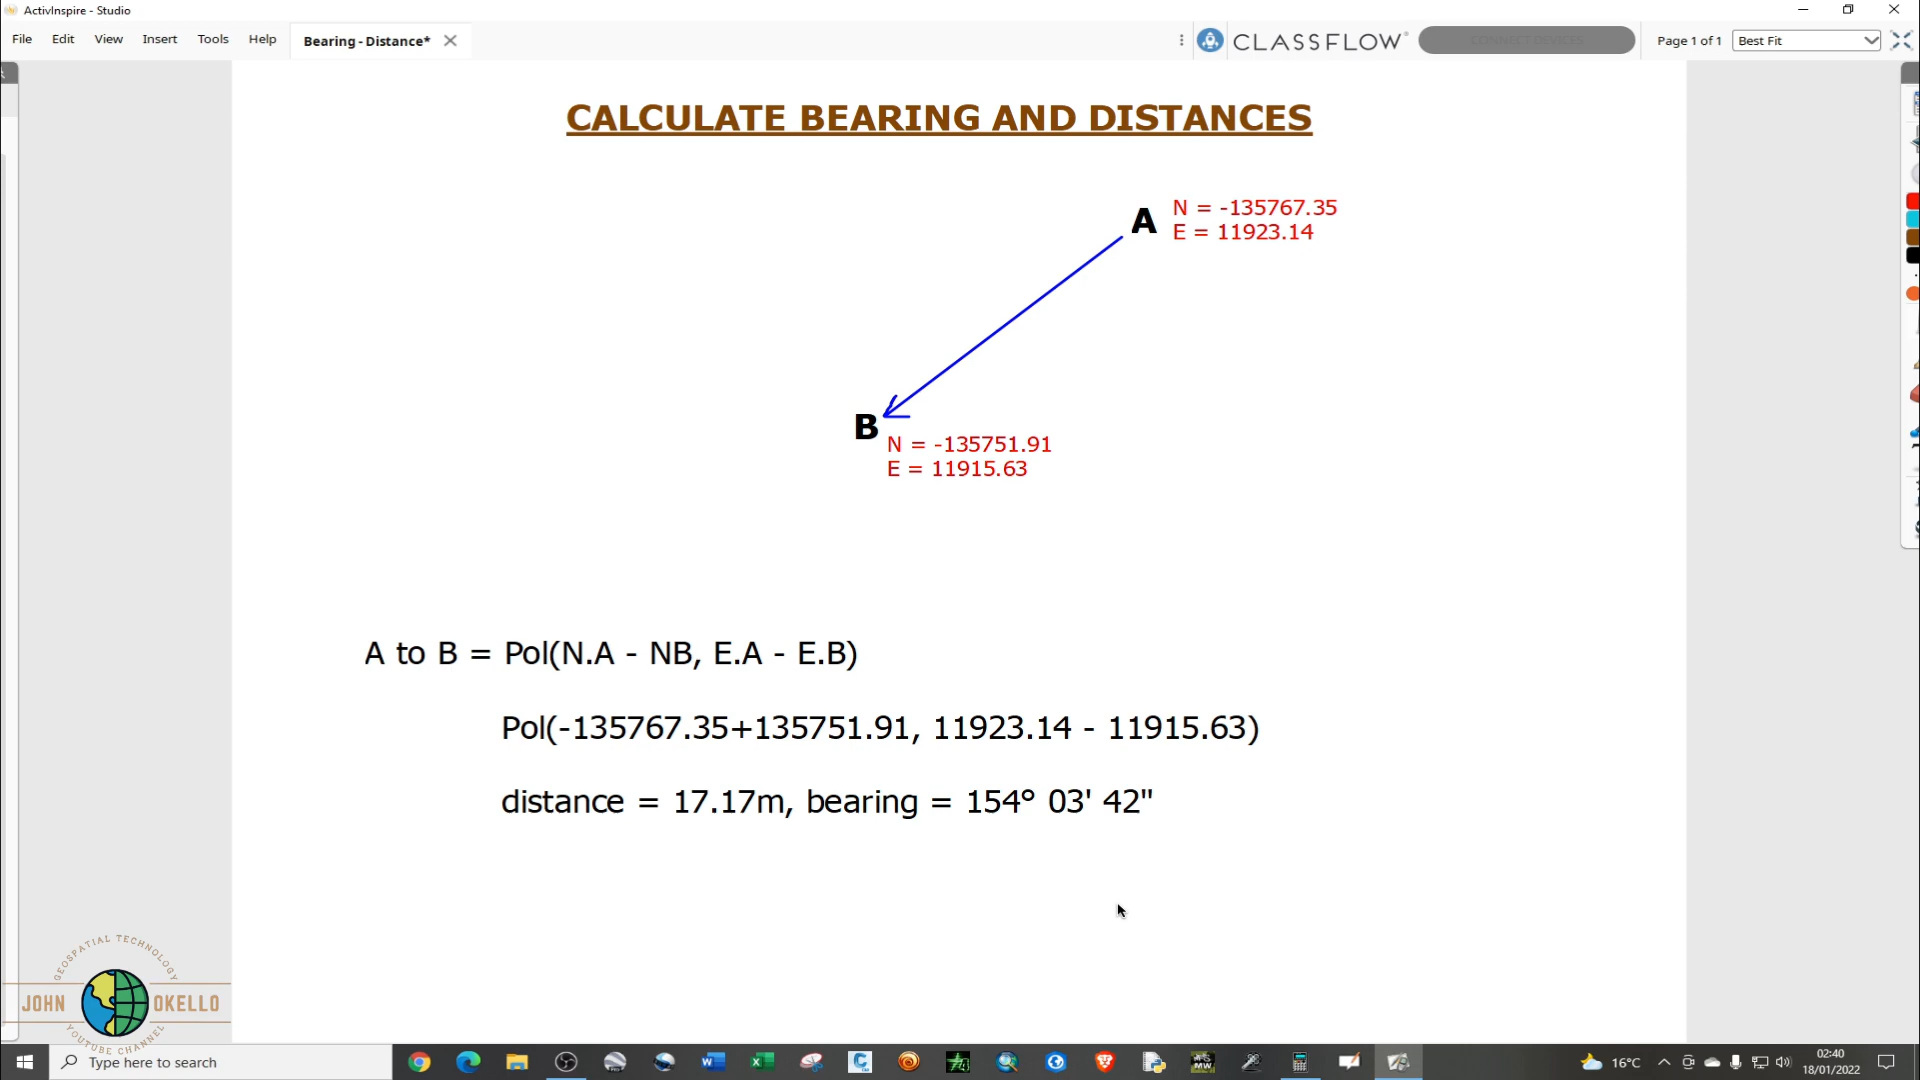 ActivInspire - Studio
File Edit View Insert Tools Help Bearing - Distance*
CLASSFLOW
Page 1 of 1 Best Fit
CALCULATE BEARING AND DISTANCES
A N = -135767.35
E = 11923.14
B
N = -135751.91
E = 11915.63
A to B = Pol(N.A - NB, E.A - E.B)
Pol(-135767.35+135751.91, 11923.14 - 11915.63)
distance = 17.17m, bearing = 154° 03' 42"
GEOSPATIAL TECHNOLOGY
JOHN OKELLO
YOUTUBE CHANNEL
Type here to search
16°C
02:40
18/01/2022